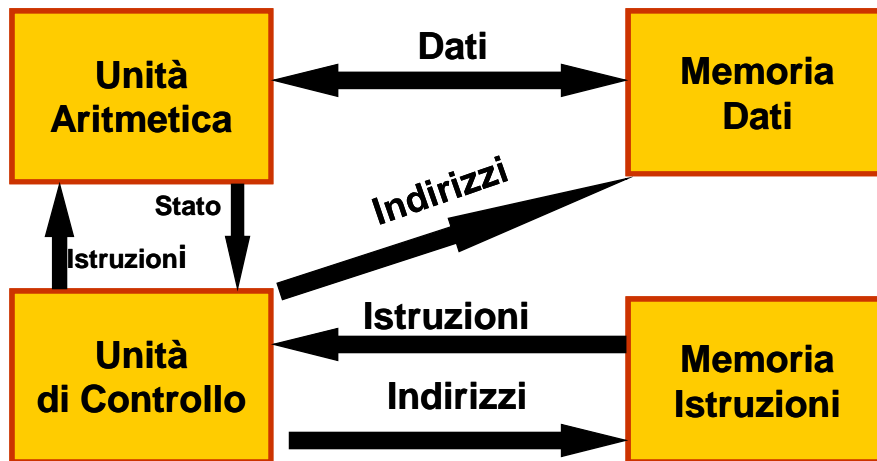 Unità
Aritmetica
Dati
Memoria
Dati
Indirizzi
Stato
Istruzioni
Unità
di Controllo
Istruzioni
Indirizzi
Memoria
Istruzioni